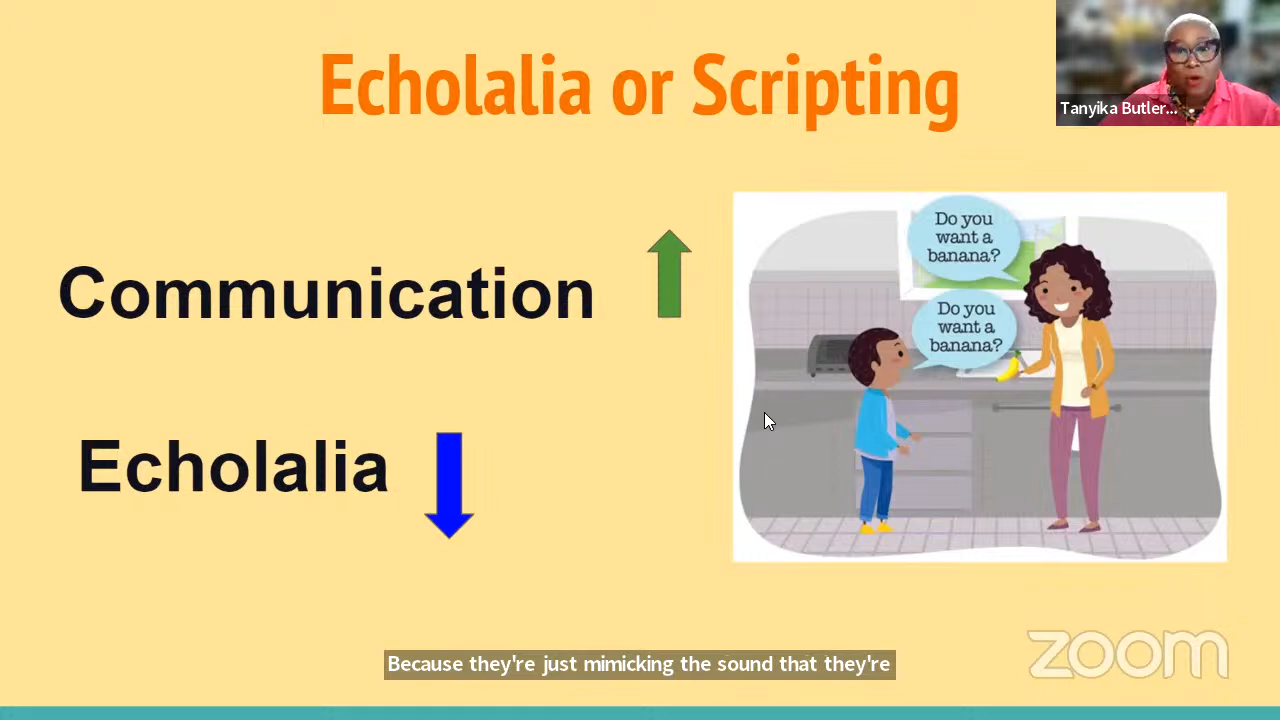 Echolalia or Scripting
Tanyika Butler...
Do you
want a
banana?
Communication
Do you
want a
banana?
Echolalia
Because they're just mimicking the sound that they're
zoom